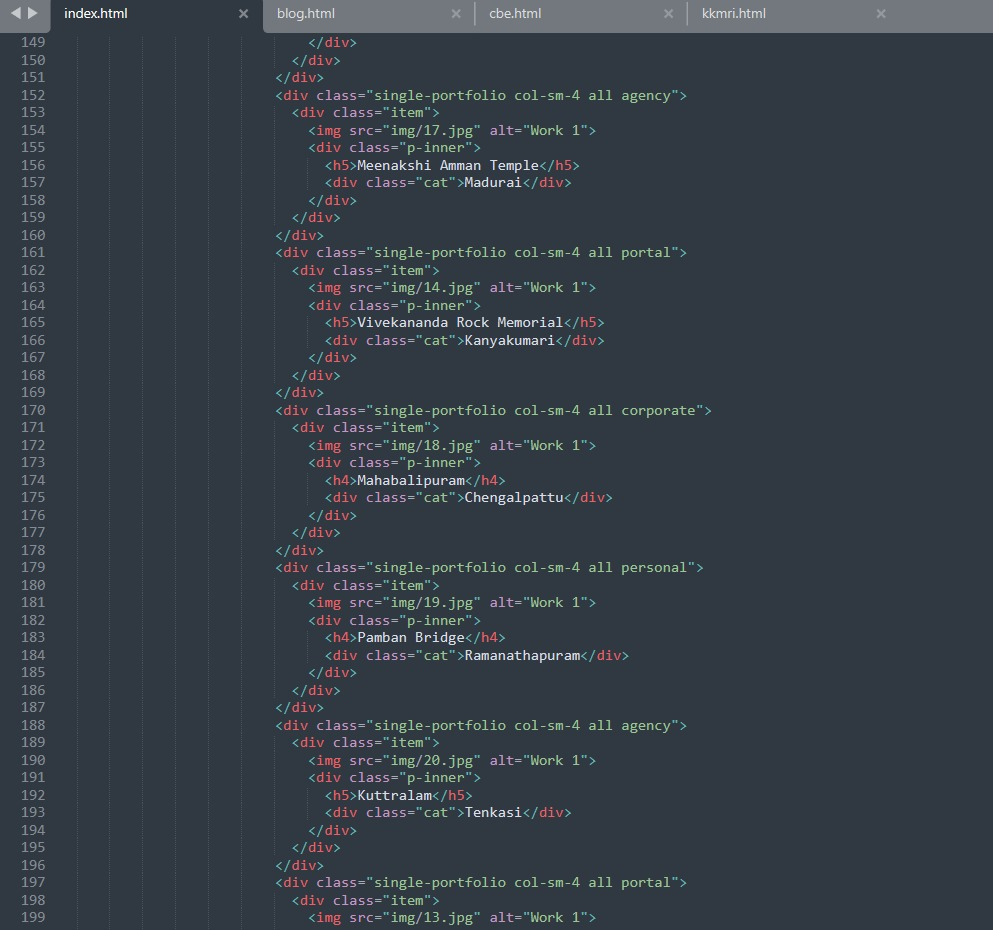 index.html × blog.html × cbe.html × kkmri.html ×
149 </div>
150 </div>
151 </div>
152 <div class="single-portfolio col-sm-4 all agency">
153 <div class="item">
154 <img src="img/17.jpg" alt="Work 1">
155 <div class="p-inner">
156 <h5>Meenakshi Amman Temple</h5>
157 <div class="cat">Madurai</div>
158 </div>
159 </div>
160 </div>
161 <div class="single-portfolio col-sm-4 all portal">
162 <div class="item">
163 <img src="img/14.jpg" alt="Work 1">
164 <div class="p-inner">
165 <h5>Vivekananda Rock Memorial</h5>
166 <div class="cat">Kanyakumari</div>
167 </div>
168 </div>
169 </div>
170 <div class="single-portfolio col-sm-4 all corporate">
171 <div class="item">
172 <img src="img/18.jpg" alt="Work 1">
173 <div class="p-inner">
174 <h4>Mahabalipuram</h4>
175 <div class="cat">Chengalpattu</div>
176 </div>
177 </div>
178 </div>
179 <div class="single-portfolio col-sm-4 all personal">
180 <div class="item">
181 <img src="img/19.jpg" alt="Work 1">
182 <div class="p-inner">
183 <h4>Pamban Bridge</h4>
184 <div class="cat">Ramanathapuram</div>
185 </div>
186 </div>
187 </div>
188 <div class="single-portfolio col-sm-4 all agency">
189 <div class="item">
190 <img src="img/20.jpg" alt="Work 1">
191 <div class="p-inner">
192 <h5>Kuttralam</h5>
193 <div class="cat">Tenkasi</div>
194 </div>
195 </div>
196 </div>
197 <div class="single-portfolio col-sm-4 all portal">
198 <div class="item">
199 <img src="img/13.jpg" alt="Work 1">